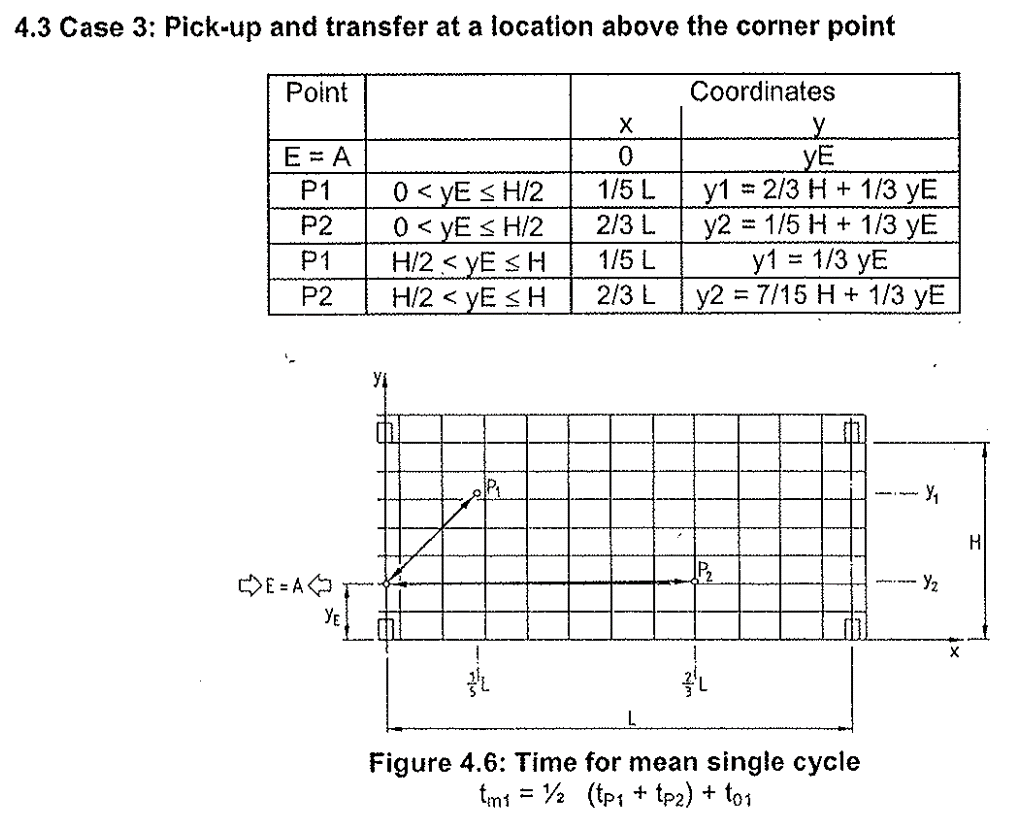 4.3 Case 3: Pick-up and transfer at a location above the corner point
Point Coordinates
x y
E = A 0 yE
P1 0 < yE ≤ H/2 1/5 L y1 = 2/3 H + 1/3 yE
P2 0 < yE ≤ H/2 2/3 L y2 = 1/5 H + 1/3 yE
P1 H/2 < yE ≤ H 1/5 L y1 = 1/3 yE
P2 H/2 < yE ≤ H 2/3 L y2 = 7/15 H + 1/3 yE
y
P₁
y₁
H
P₂
E = A
y₂
yE
x
1/5 L
2/3 L
L
Figure 4.6: Time for mean single cycle
tm1 = ½ (tP1 + tP2) + t01